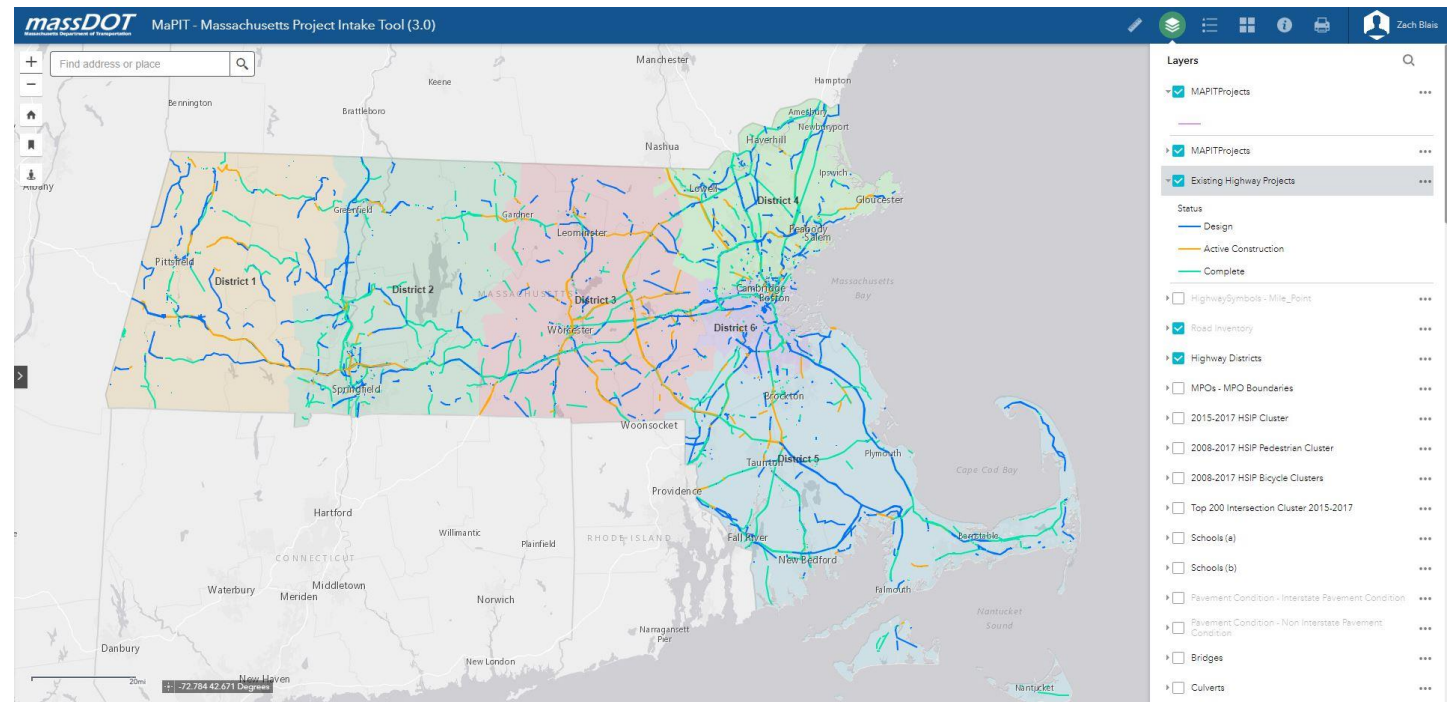 massDOT
Massachusetts Department of Transportation
MaPIT - Massachusetts Project Intake Tool (3.0)
Zach Blais
Find address or place
Layers
MAPITProjects
MAPITProjects
Existing Highway Projects
Status
Design
Active Construction
Complete
HighwaySymbols - Mile_Point
Road Inventory
Highway Districts
MPOs - MPO Boundaries
2015-2017 HSIP Cluster
2008-2017 HSIP Pedestrian Cluster
2008-2017 HSIP Bicycle Clusters
Top 200 Intersection Cluster 2015-2017
Schools (a)
Schools (b)
Pavement Condition - Interstate Pavement Condition
Pavement Condition - Non Interstate Pavement
Condition
Bridges
Culverts
Manchester
Keene
Hampton
Bennington
Brattleboro
Amesbury
Newburyport
Haverhill
Nashua
Ipswich
Albany
Lowell
District 4
Gloucester
Greenfield
Gardner
Leominster
Peabody
Salem
Pittsfield
District 1
District 2
MASSACHUSETTS
District 3
Cambridge
Boston
Massachusetts
Bay
Worcester
District 6
Springfield
Brockton
Woonsocket
Taunton
District 5
Plymouth
Cape Cod Bay
Providence
Hartford
Willimantic
Plainfield
RHODE ISLAND
Fall River
Barnstable
New Bedford
CONNECTICUT
Waterbury
Middletown
Meriden
Norwich
Falmouth
Nantucket
Sound
Narragansett
Pier
Danbury
New London
New Haven
20mi
-72.784 42.671 Degrees
Nantucket